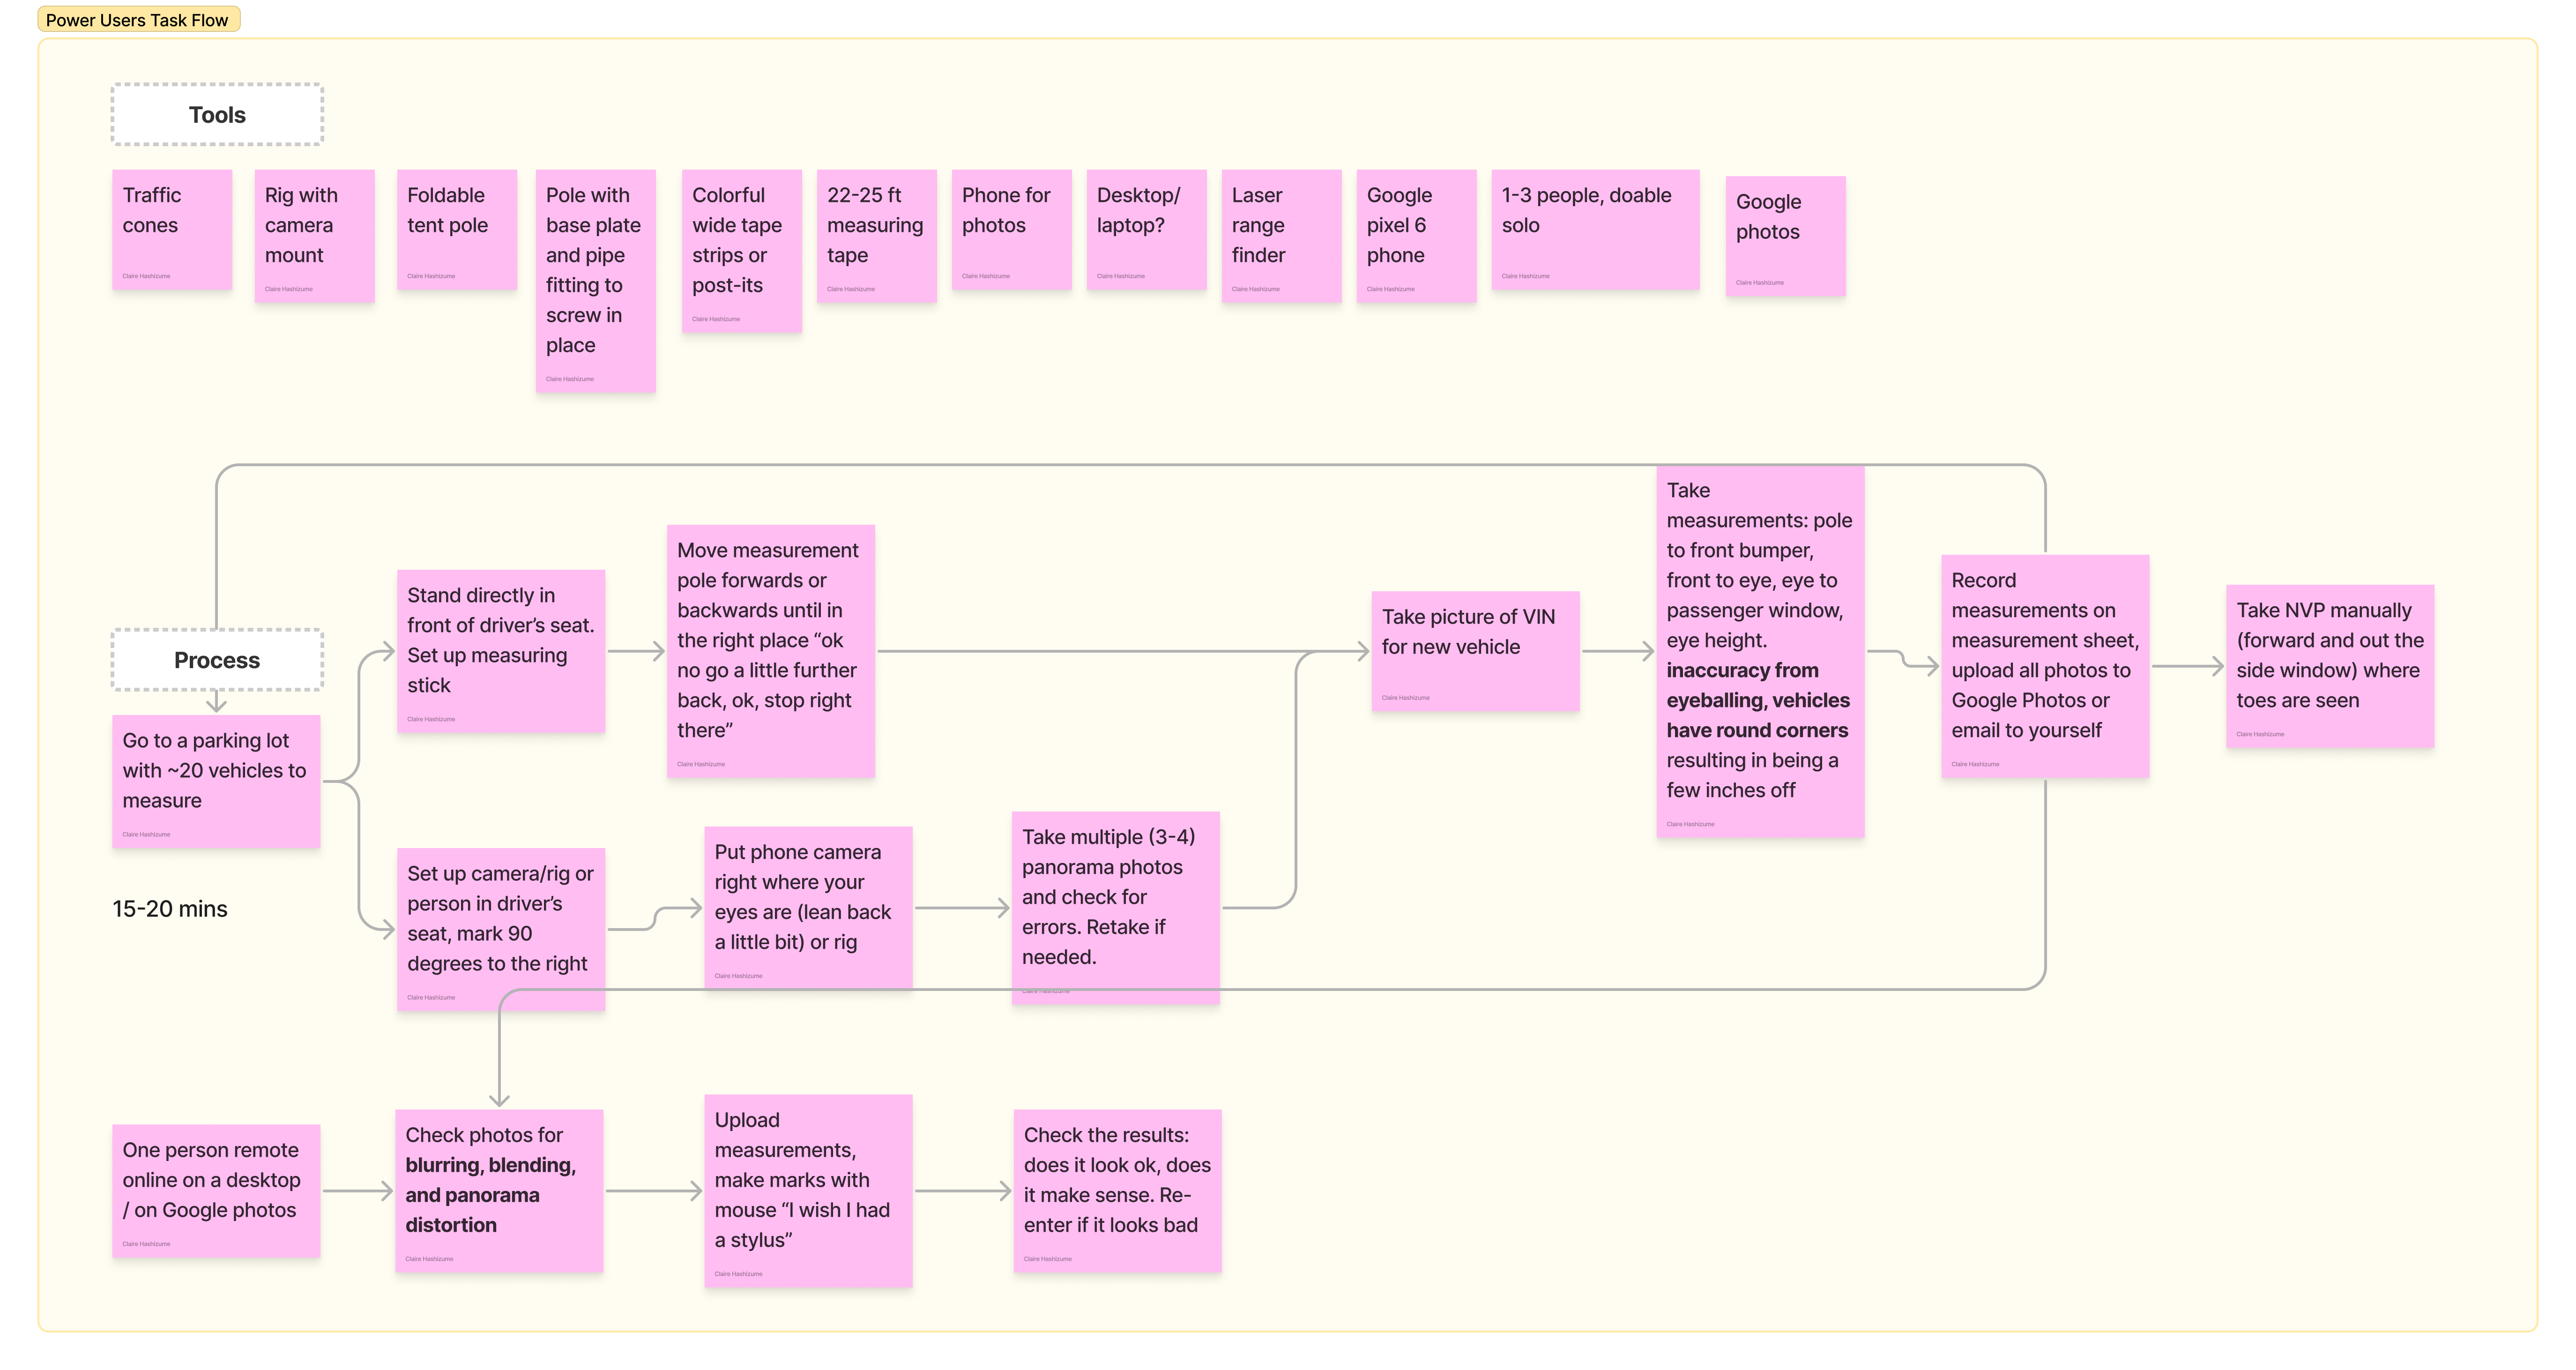 Power Users Task Flow
Tools
Traffic
cones
Claire Hashizume
Rig with
camera
mount
Claire Hashizume
Foldable
tent pole
Claire Hashizume
Pole with
base plate
and pipe
fitting to
screw in
place
Claire Hashizume
Colorful
wide tape
strips or
post-its
Claire Hashizume
22-25 ft
measuring
tape
Claire Hashizume
Phone for
photos
Claire Hashizume
Desktop/
laptop?
Claire Hashizume
Laser
range
finder
Claire Hashizume
Google
pixel 6
phone
Claire Hashizume
1-3 people, doable
solo
Claire Hashizume
Google
photos
Claire Hashizume
Process
Go to a parking lot
with ~20 vehicles to
measure
Claire Hashizume
15-20 mins
Stand directly in
front of driver’s seat.
Set up measuring
stick
Claire Hashizume
Move measurement
pole forwards or
backwards until in
the right place “ok
no go a little further
back, ok, stop right
there”
Claire Hashizume
Set up camera/rig or
person in driver’s
seat, mark 90
degrees to the right
Claire Hashizume
Put phone camera
right where your
eyes are (lean back
a little bit) or rig
Claire Hashizume
Take multiple (3-4)
panorama photos
and check for
errors. Retake if
needed.
Claire Hashizume
Take picture of VIN
for new vehicle
Claire Hashizume
Take
measurements: pole
to front bumper,
front to eye, eye to
passenger window,
eye height.
inaccuracy from
eyeballing, vehicles
have round corners
resulting in being a
few inches off
Claire Hashizume
Record
measurements on
measurement sheet,
upload all photos to
Google Photos or
email to yourself
Claire Hashizume
Take NVP manually
(forward and out the
side window) where
toes are seen
Claire Hashizume
One person remote
online on a desktop
/ on Google photos
Claire Hashizume
Check photos for
blurring, blending,
and panorama
distortion
Claire Hashizume
Upload
measurements,
make marks with
mouse “I wish I had
a stylus”
Claire Hashizume
Check the results:
does it look ok, does
it make sense. Re-
enter if it looks bad
Claire Hashizume